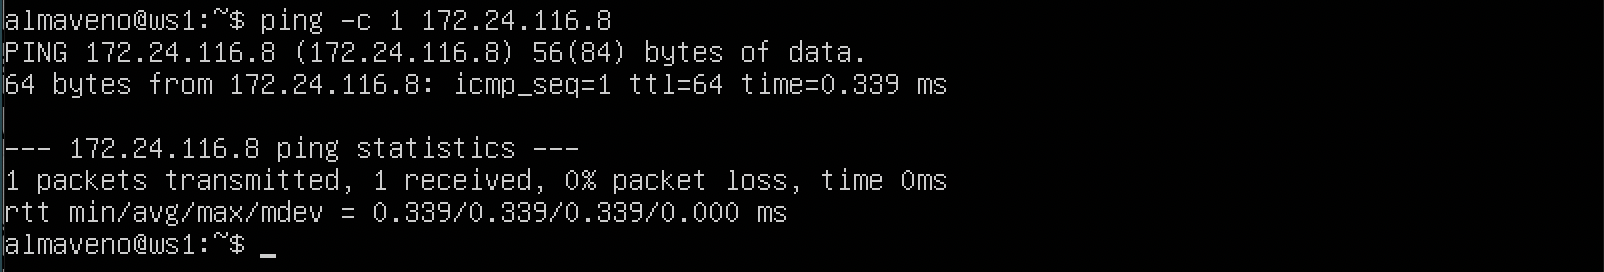 almaveno@ws1:~$ ping -c 1 172.24.116.8
PING 172.24.116.8 (172.24.116.8) 56(84) bytes of data.
64 bytes from 172.24.116.8: icmp_seq=1 ttl=64 time=0.339 ms
--- 172.24.116.8 ping statistics ---
1 packets transmitted, 1 received, 0% packet loss, time 0ms
rtt min/avg/max/mdev = 0.339/0.339/0.339/0.000 ms
almaveno@ws1:~$ _